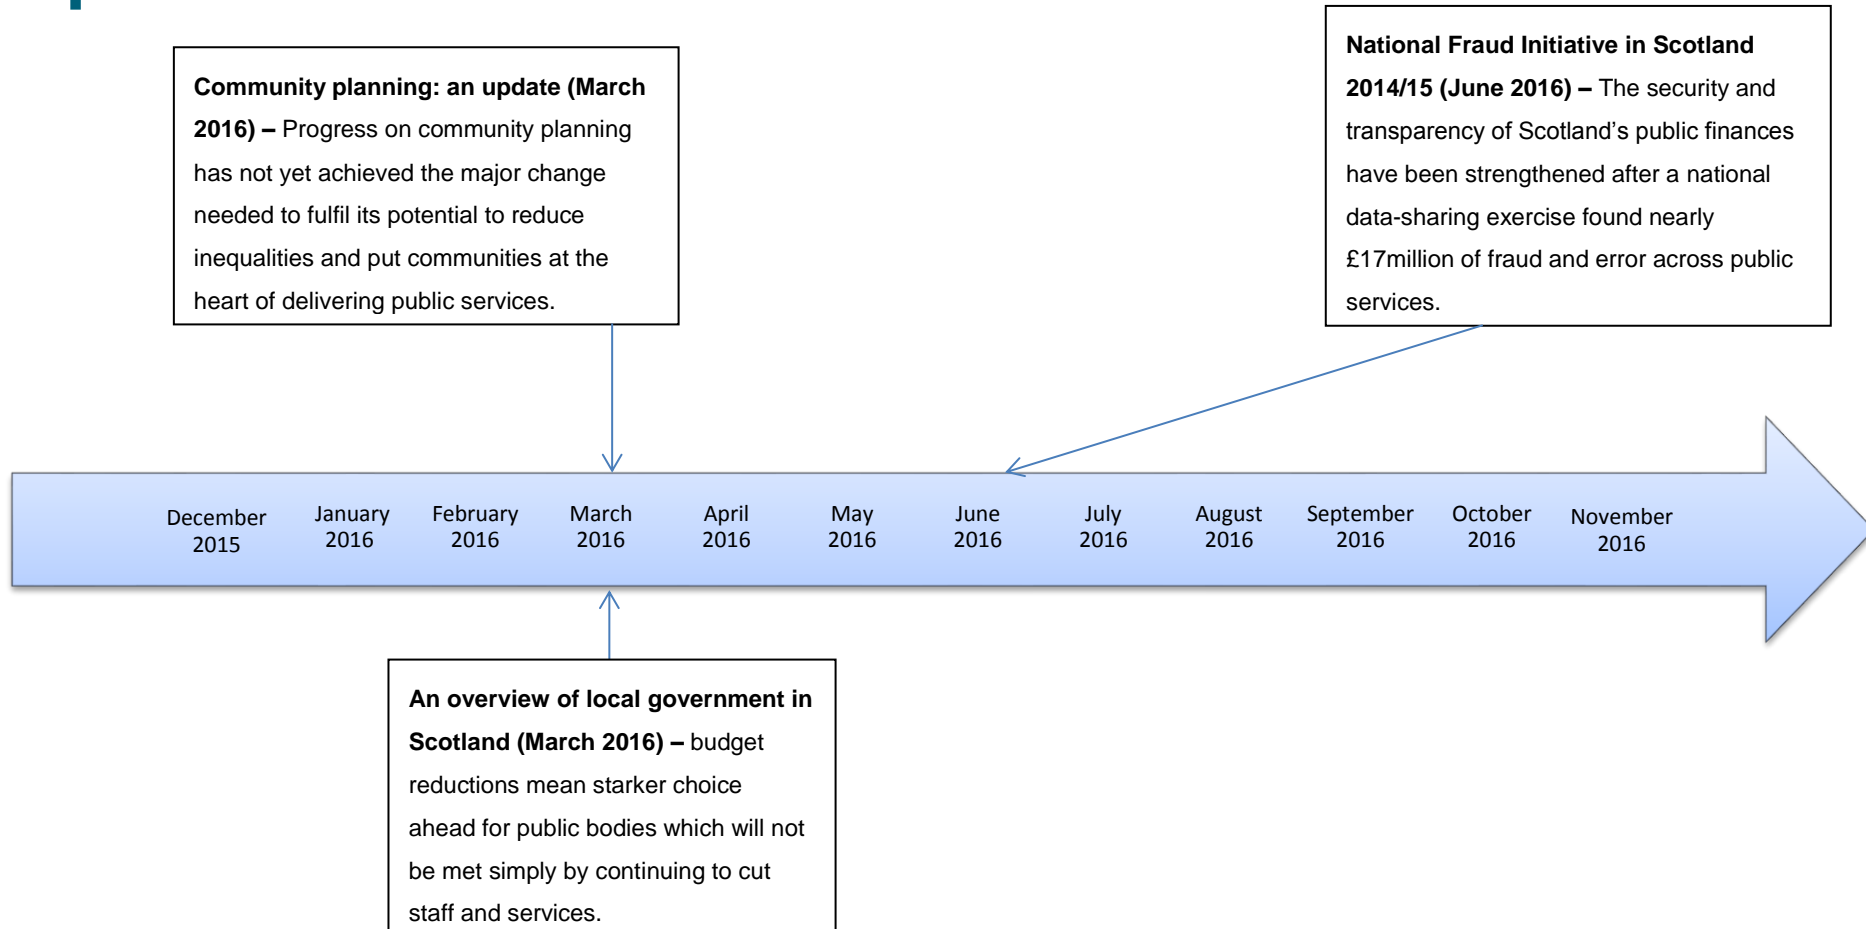 Community planning: an update (March
2016) – Progress on community planning
has not yet achieved the major change
needed to fulfil its potential to reduce
inequalities and put communities at the
heart of delivering public services.
National Fraud Initiative in Scotland
2014/15 (June 2016) – The security and
transparency of Scotland’s public finances
have been strengthened after a national
data-sharing exercise found nearly
£17million of fraud and error across public
services.
December
2015
January
2016
February
2016
March
2016
April
2016
May
2016
June
2016
July
2016
August
2016
September
2016
October
2016
November
2016
An overview of local government in
Scotland (March 2016) – budget
reductions mean starker choice
ahead for public bodies which will not
be met simply by continuing to cut
staff and services.